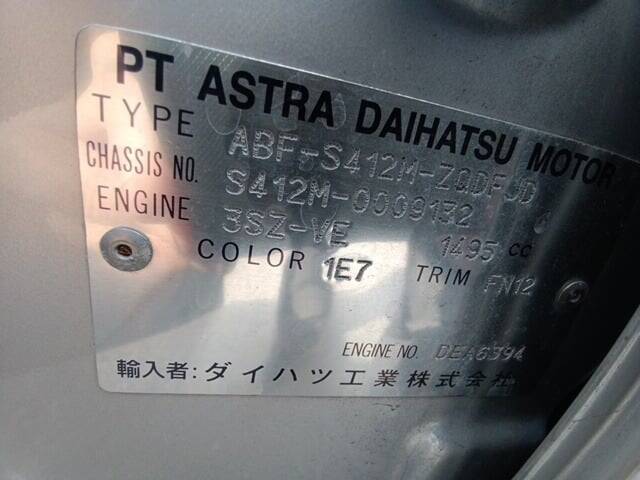 PT ASTRA DAIHATSU MOTOR
TYPE ABF-S412M-ZQDFJD
CHASSIS NO. S412M-0009132
ENGINE 3SZ-VE 1495 cc
COLOR 1E7 TRIM FN12
ENGINE NO. DEA6394
輸入者:ダイハツ工業株式会社